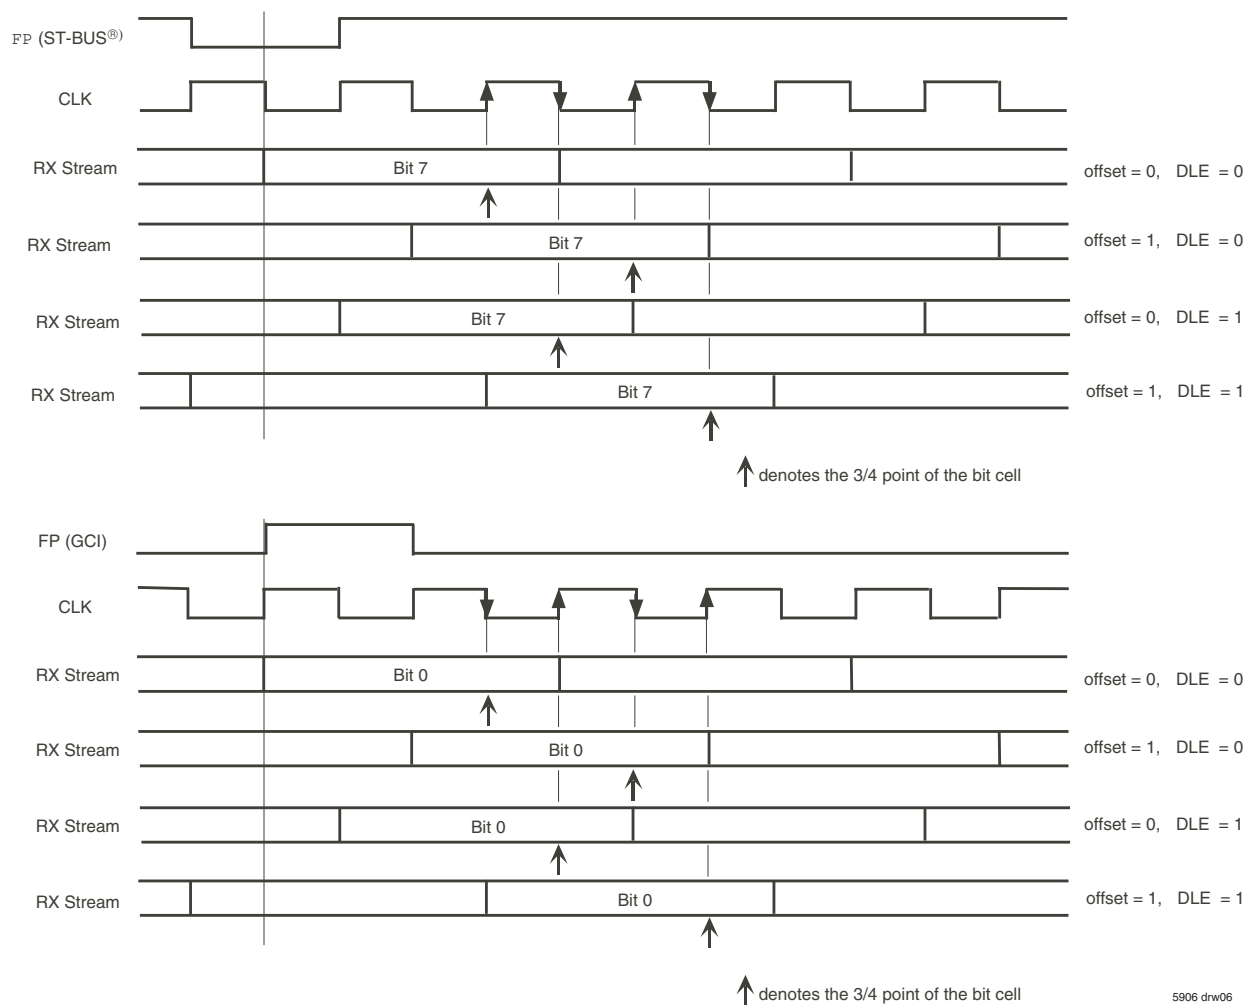 FP (ST-BUS®)
CLK
RX Stream Bit 7 offset = 0, DLE = 0
RX Stream Bit 7 offset = 1, DLE = 0
RX Stream Bit 7 offset = 0, DLE = 1
RX Stream Bit 7 offset = 1, DLE = 1
denotes the 3/4 point of the bit cell
FP (GCI)
CLK
RX Stream Bit 0 offset = 0, DLE = 0
RX Stream Bit 0 offset = 1, DLE = 0
RX Stream Bit 0 offset = 0, DLE = 1
RX Stream Bit 0 offset = 1, DLE = 1
denotes the 3/4 point of the bit cell
5906 drw06